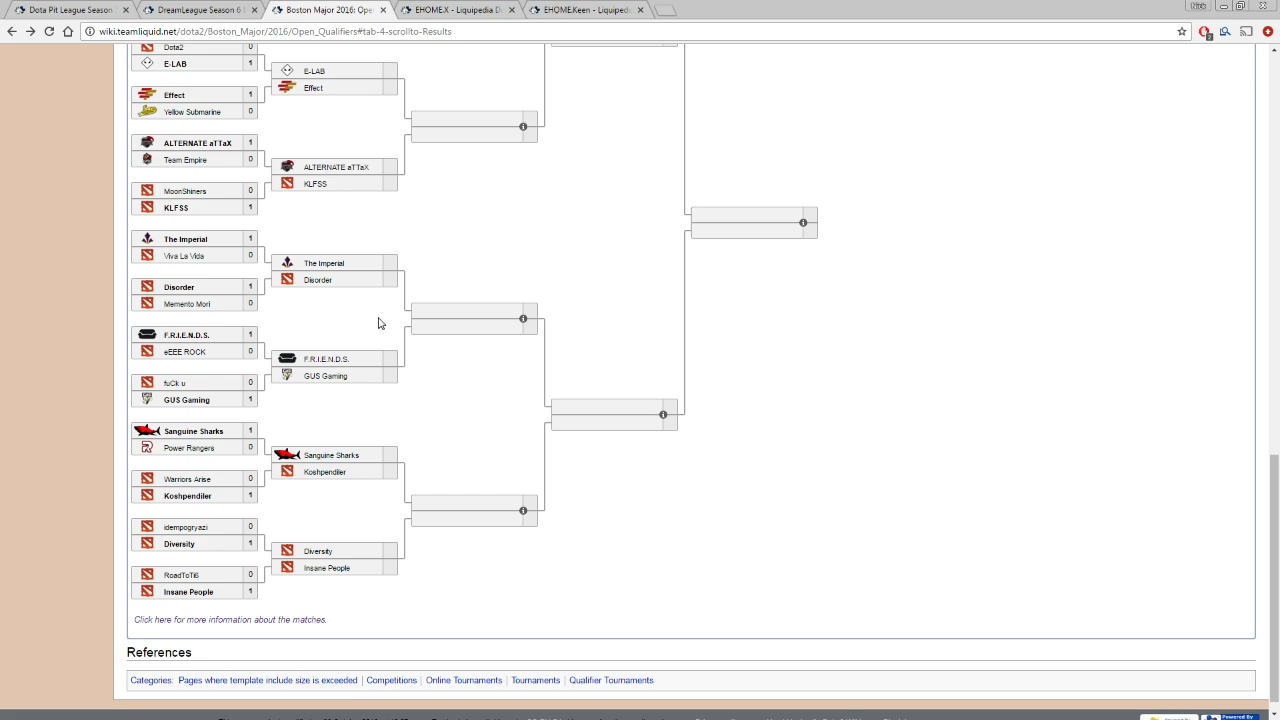 Dota Pit League Season
DreamLeague Season 6
Boston Major 2016: Ope
EHOME.X - Liquipedia D
EHOME.Keen - Liquiped
wiki.teamliquid.net/dota2/Boston_Major/2016/Open_Qualifiers#tab-4-scrollto-Results
Dota2 0
E-LAB 1
E-LAB
Effect
Effect 1
Yellow Submarine 0
ALTERNATE aTTaX 1
Team Empire 0
ALTERNATE aTTaX
KLFSS
MoonShiners 0
KLFSS 1
The Imperial 1
Viva La Vida 0
The Imperial
Disorder
Disorder 1
Memento Mori 0
F.R.I.E.N.D.S. 1
eEEE ROCK 0
F.R.I.E.N.D.S.
GUS Gaming
fuCk u 0
GUS Gaming 1
Sanguine Sharks 1
Power Rangers 0
Sanguine Sharks
Koshpendiler
Warriors Arise 0
Koshpendiler 1
idempogryazi 0
Diversity 1
Diversity
Insane People
RoadToTi6 0
Insane People 1
Click here for more information about the matches.
References
Categories: Pages where template include size is exceeded | Competitions | Online Tournaments | Tournaments | Qualifier Tournaments
Powered By